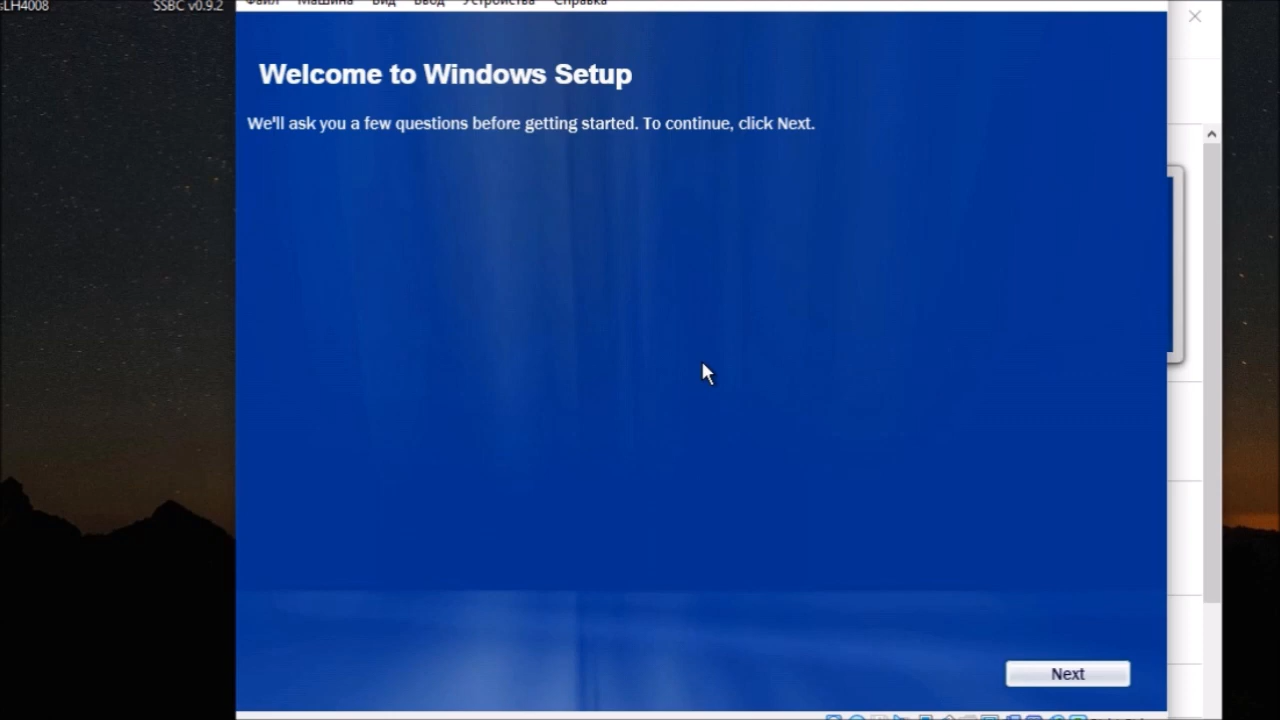 LH4008 SSBC v0.9.2
Файл Машина Вид Ввод Устройства Справка
Welcome to Windows Setup
We'll ask you a few questions before getting started. To continue, click Next.
Next